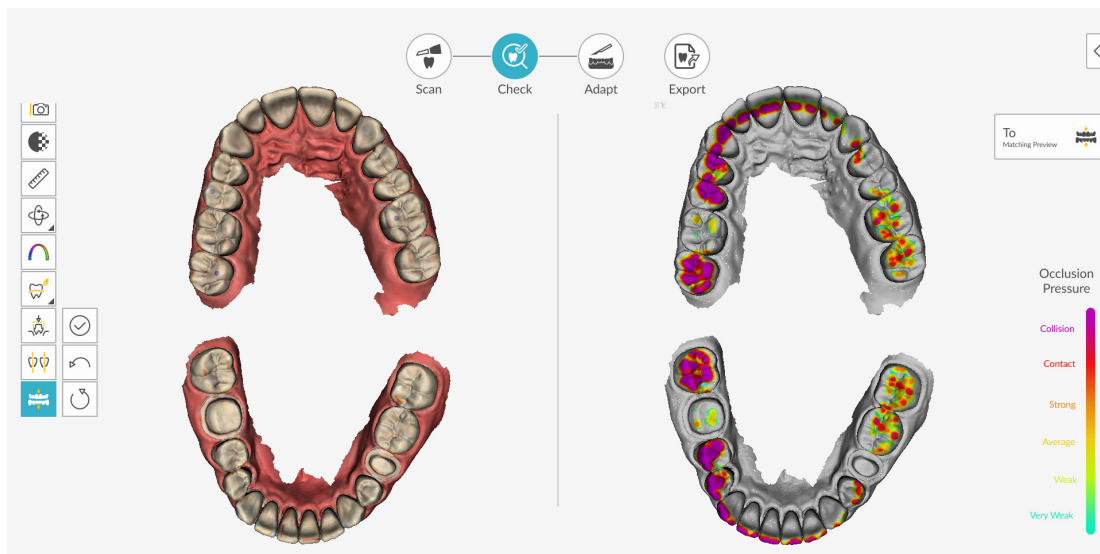 Scan
Check
Adapt
Export
To
Matching Preview
Occlusion
Pressure
Collision
Contact
Strong
Average
Weak
Very Weak